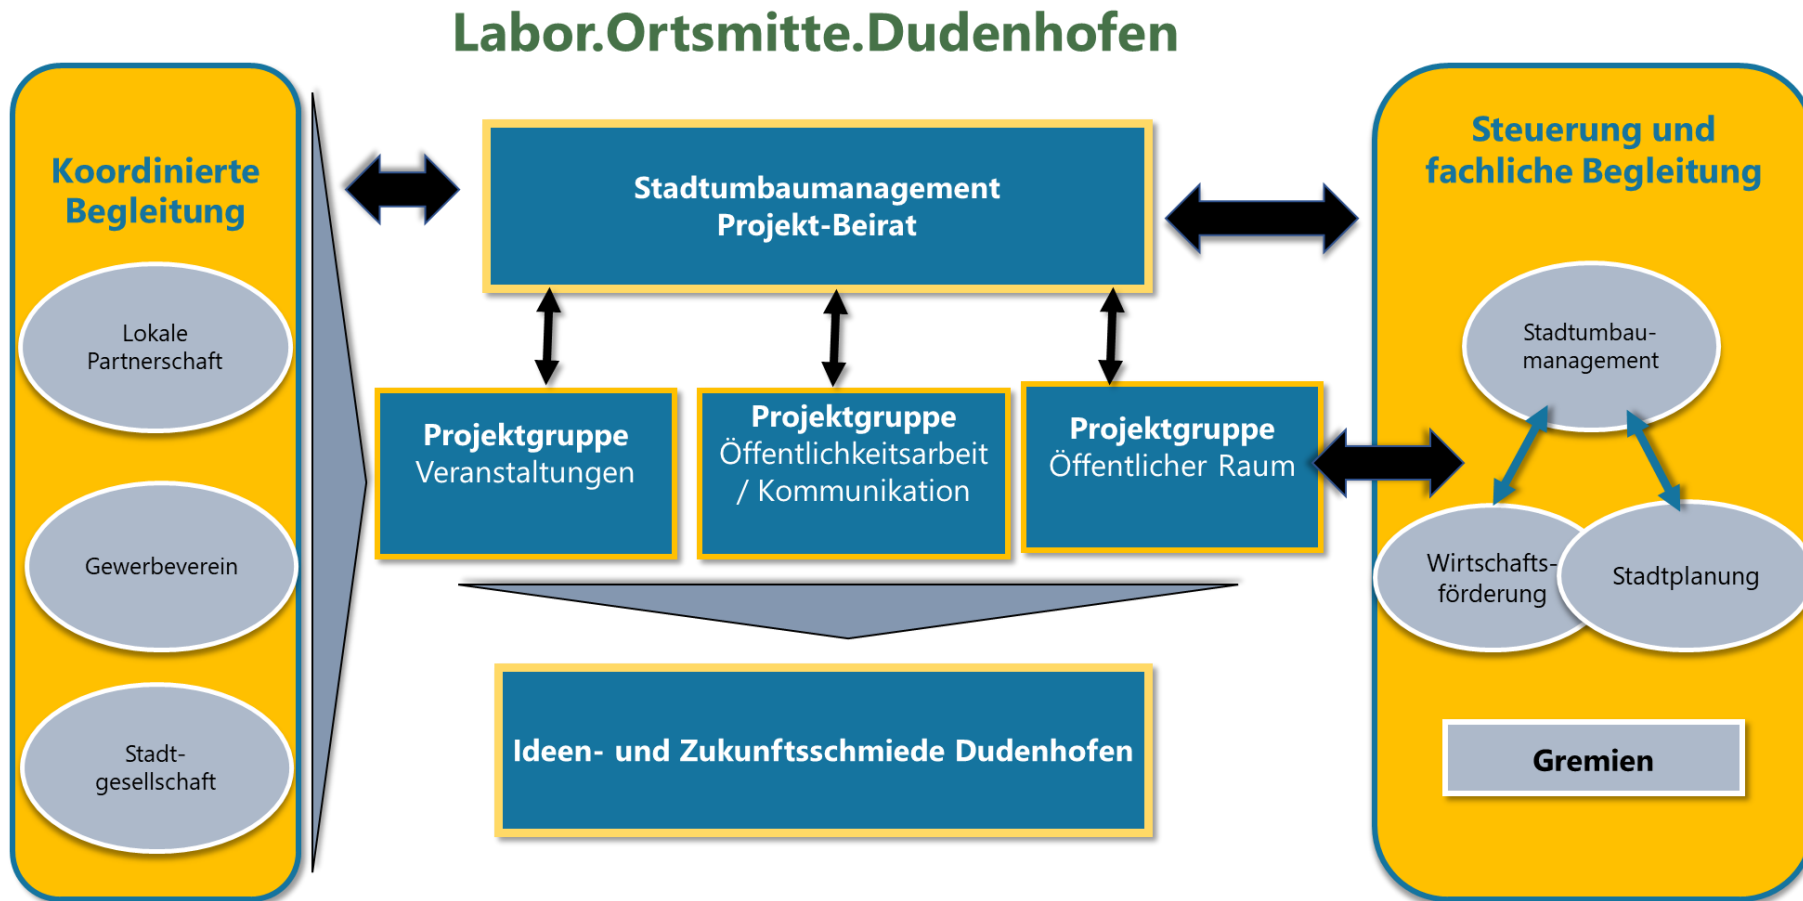 Labor.Ortsmitte.Dudenhofen
Koordinierte
Begleitung
Lokale
Partnerschaft
Gewerbeverein
Stadt-
gesellschaft
Stadtumbaumanagement
Projekt-Beirat
Projektgruppe
Veranstaltungen
Projektgruppe
Öffentlichkeitsarbeit
/ Kommunikation
Projektgruppe
Öffentlicher Raum
Ideen- und Zukunftsschmiede Dudenhofen
Steuerung und
fachliche Begleitung
Stadtumbau-
management
Wirtschafts-
förderung
Stadtplanung
Gremien